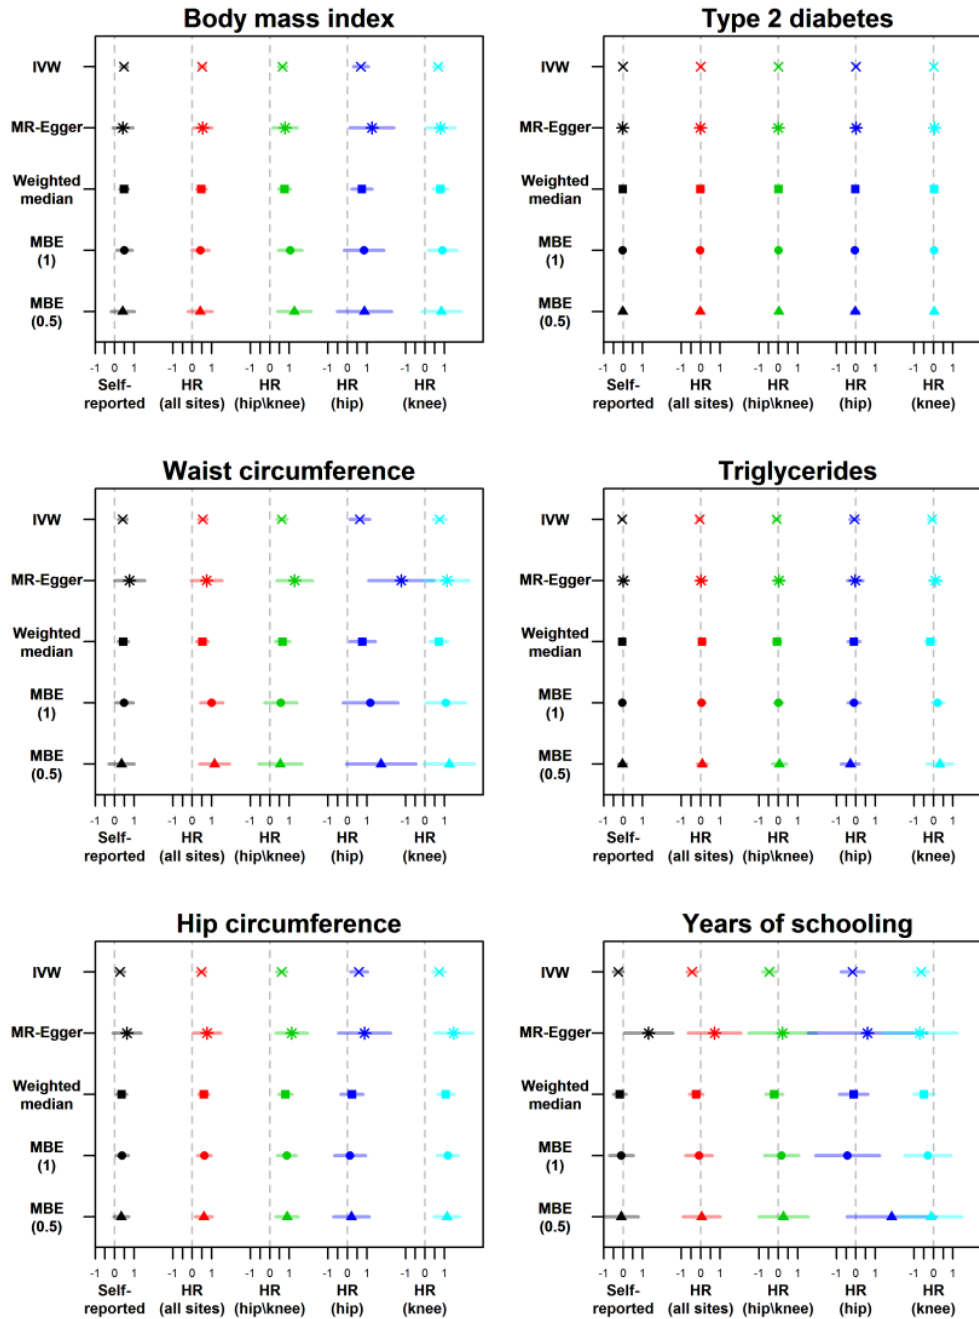 Body mass index
IVW
MR-Egger
Weighted
median
MBE
(1)
MBE
(0.5)
-1 0 1 -1 0 1 -1 0 1 -1 0 1 -1 0 1
Self-
reported
HR
(all sites)
HR
(hip\knee)
HR
(hip)
HR
(knee)
Type 2 diabetes
IVW
MR-Egger
Weighted
median
MBE
(1)
MBE
(0.5)
-1 0 1 -1 0 1 -1 0 1 -1 0 1 -1 0
Self-
reported
HR
(all sites)
HR
(hip\knee)
HR
(hip)
HR
(knee)
Waist circumference
IVW
MR-Egger
Weighted
median
MBE
(1)
MBE
(0.5)
-1 0 1 -1 0 1 -1 0 1 -1 0 1 -1 0 1
Self-
reported
HR
(all sites)
HR
(hip\knee)
HR
(hip)
HR
(knee)
Triglycerides
IVW
MR-Egger
Weighted
median
MBE
(1)
MBE
(0.5)
-1 0 1 -1 0 1 -1 0 1 -1 0 1 -1 0
Self-
reported
HR
(all sites)
HR
(hip\knee)
HR
(hip)
HR
(knee)
Hip circumference
IVW
MR-Egger
Weighted
median
MBE
(1)
MBE
(0.5)
-1 0 1 -1 0 1 -1 0 1 -1 0 1 -1 0 1
Self-
reported
HR
(all sites)
HR
(hip\knee)
HR
(hip)
HR
(knee)
Years of schooling
IVW
MR-Egger
Weighted
median
MBE
(1)
MBE
(0.5)
-1 0 1 -1 0 1 -1 0 1 -1 0 1 -1 0
Self-
reported
HR
(all sites)
HR
(hip\knee)
HR
(hip)
HR
(knee)